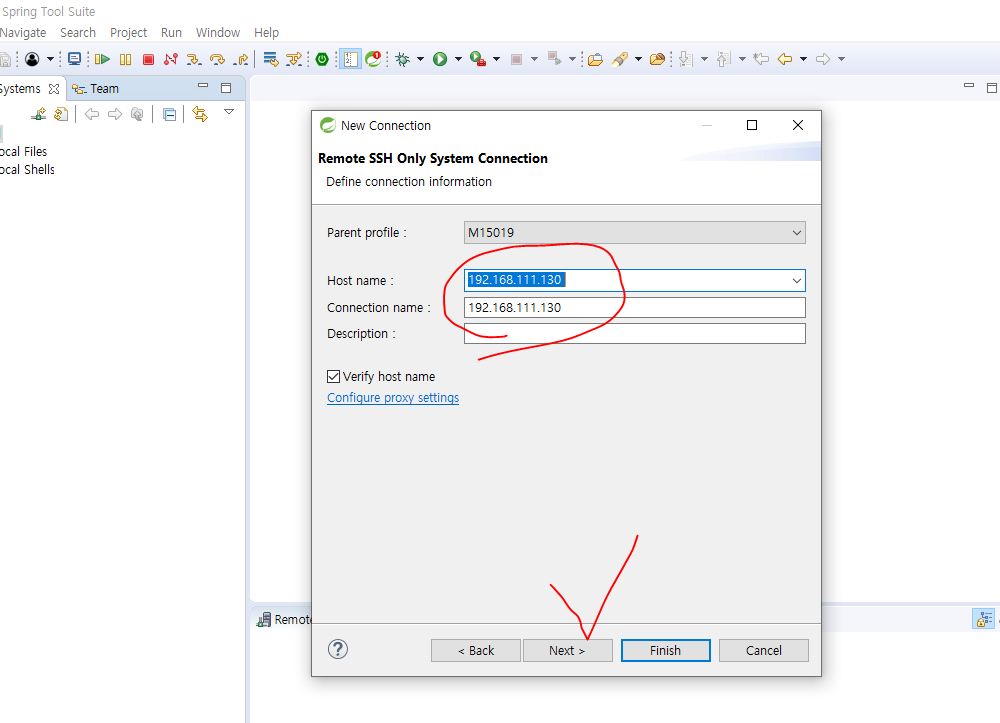 Spring Tool Suite
Navigate Search Project Run Window Help
Systems Team
ocal Files
ocal Shells
New Connection
Remote SSH Only System Connection
Define connection information
Parent profile : M15019
Host name : 192.168.111.130
Connection name : 192.168.111.130
Description :
Verify host name
Configure proxy settings
Remote
? < Back Next > Finish Cancel